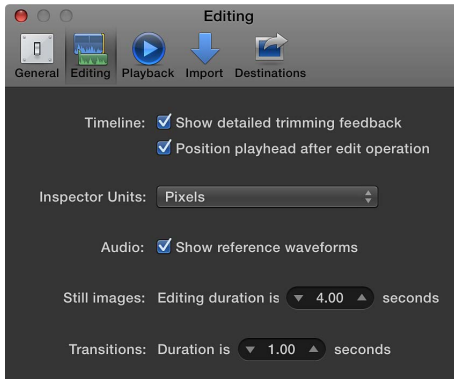 Editing
General Editing Playback Import Destinations
Timeline: Show detailed trimming feedback
Position playhead after edit operation
Inspector Units: Pixels
Audio: Show reference waveforms
Still images: Editing duration is 4.00 seconds
Transitions: Duration is 1.00 seconds